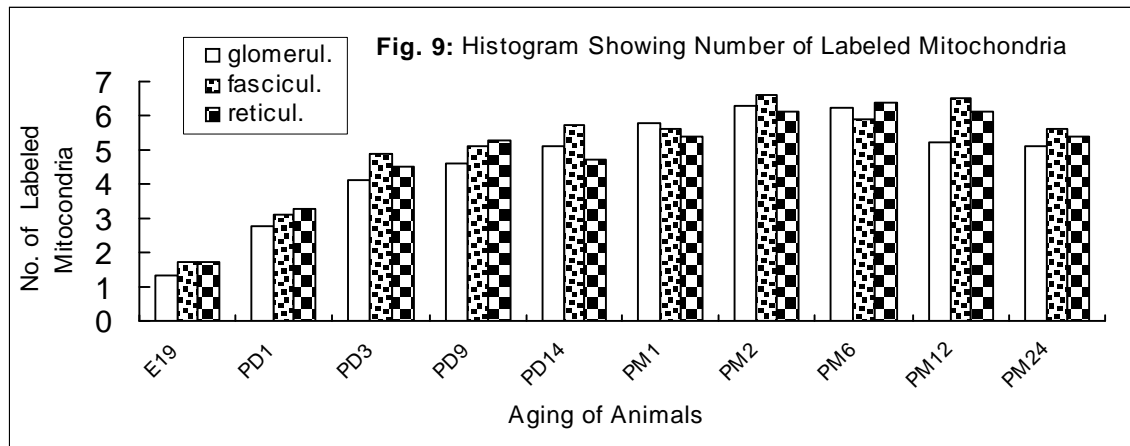 Fig. 9: Histogram Showing Number of Labeled Mitochondria
glomerul.
fascicul.
reticul.
No. of Labeled
Mitocondria
7
6
5
4
3
2
1
0
E19 PD1 PD3 PD9 PD14 PM1 PM2 PM6 PM12 PM24
Aging of Animals